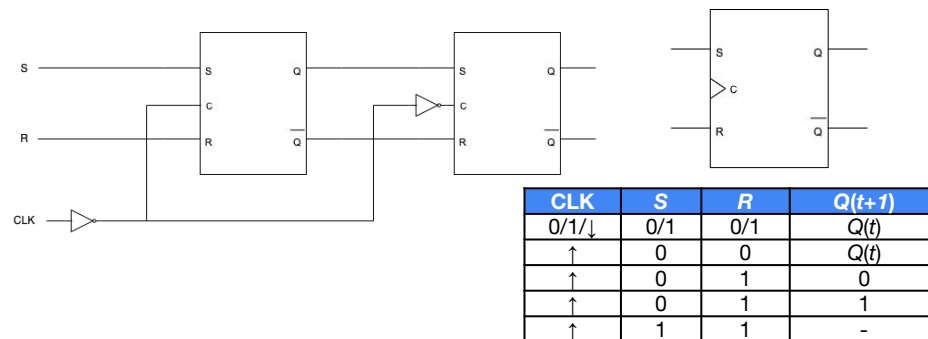 S
R
CLK
S
C
R
Q
Q
S
C
R
Q
Q
S
C
R
Q
Q
CLK S R Q(t+1)
0/1/↓ 0/1 0/1 Q(t)
↑ 0 0 Q(t)
↑ 0 1 0
↑ 0 1 1
↑ 1 1 -